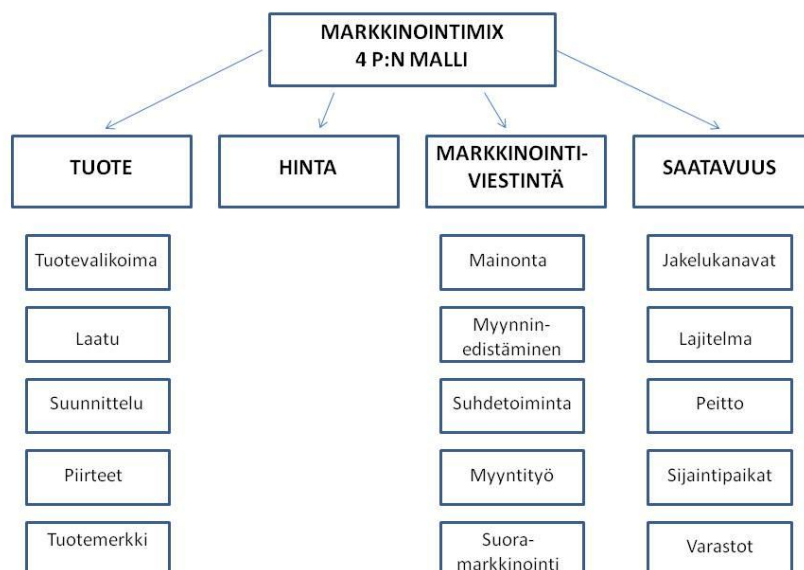 MARKKINOINTIMIX
4 P:N MALLI
TUOTE
HINTA
MARKKINOINTI-
VIESTINTÄ
SAATAVUUS
Tuotevalikoima
Laatu
Suunnittelu
Piirteet
Tuotemerkki
Mainonta
Myynnin-
edistäminen
Suhdetoiminta
Myyntityö
Suora-
markkinointi
Jakelukanavat
Lajitelma
Peitto
Sijaintipaikat
Varastot